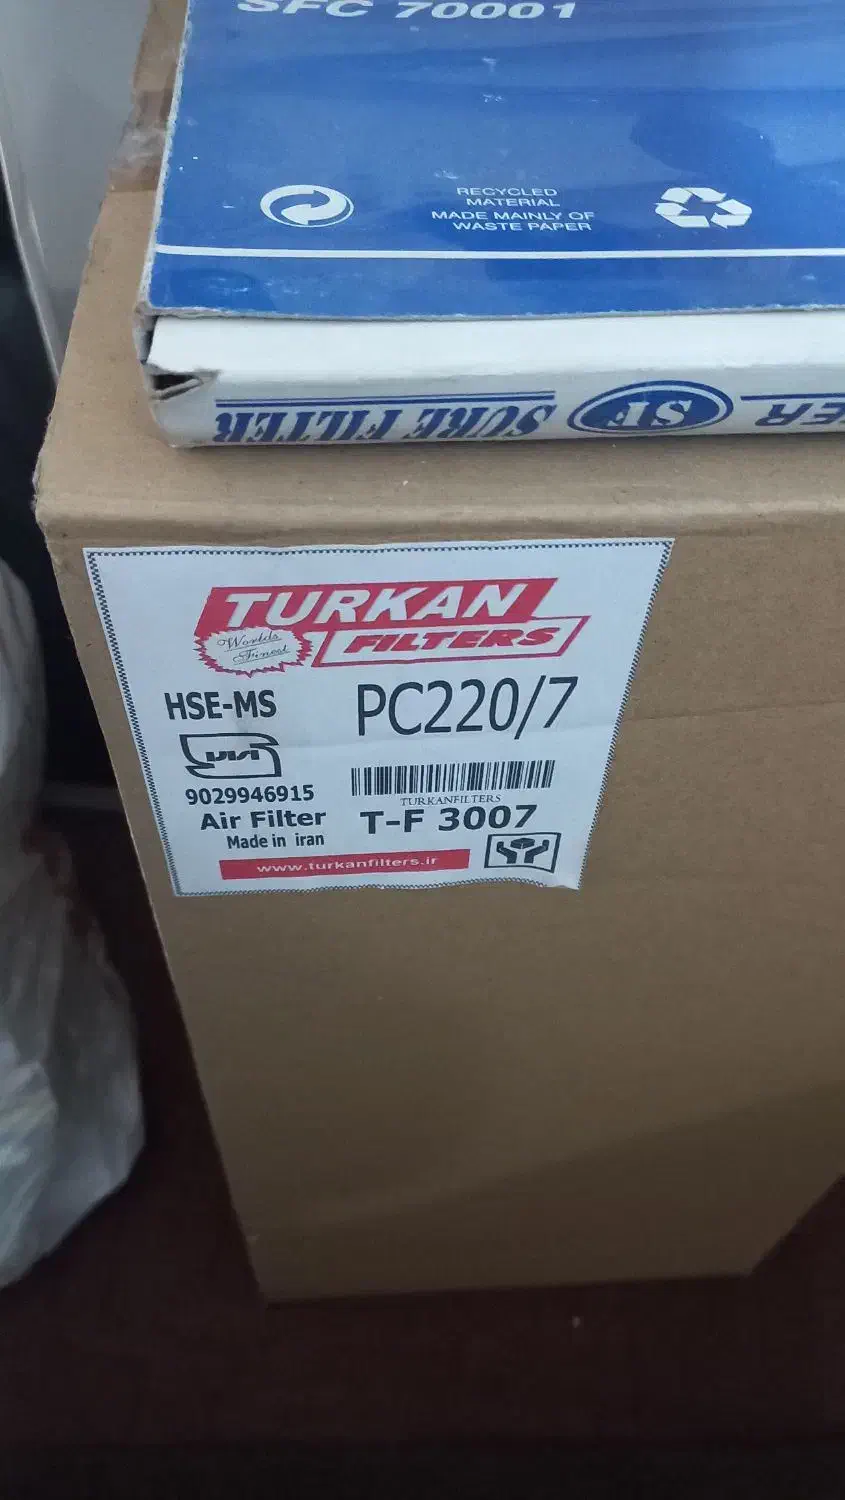 SFC 70001
RECYCLED
MATERIAL
MADE MAINLY OF
WASTE PAPER
SURE FILTER
SF
TURKAN
FILTERS
Worlds
Finest
HSE-MS
PC220/7
9029946915
TURKANFILTERS
Air Filter
T-F 3007
Made in iran
www.turkanfilters.ir